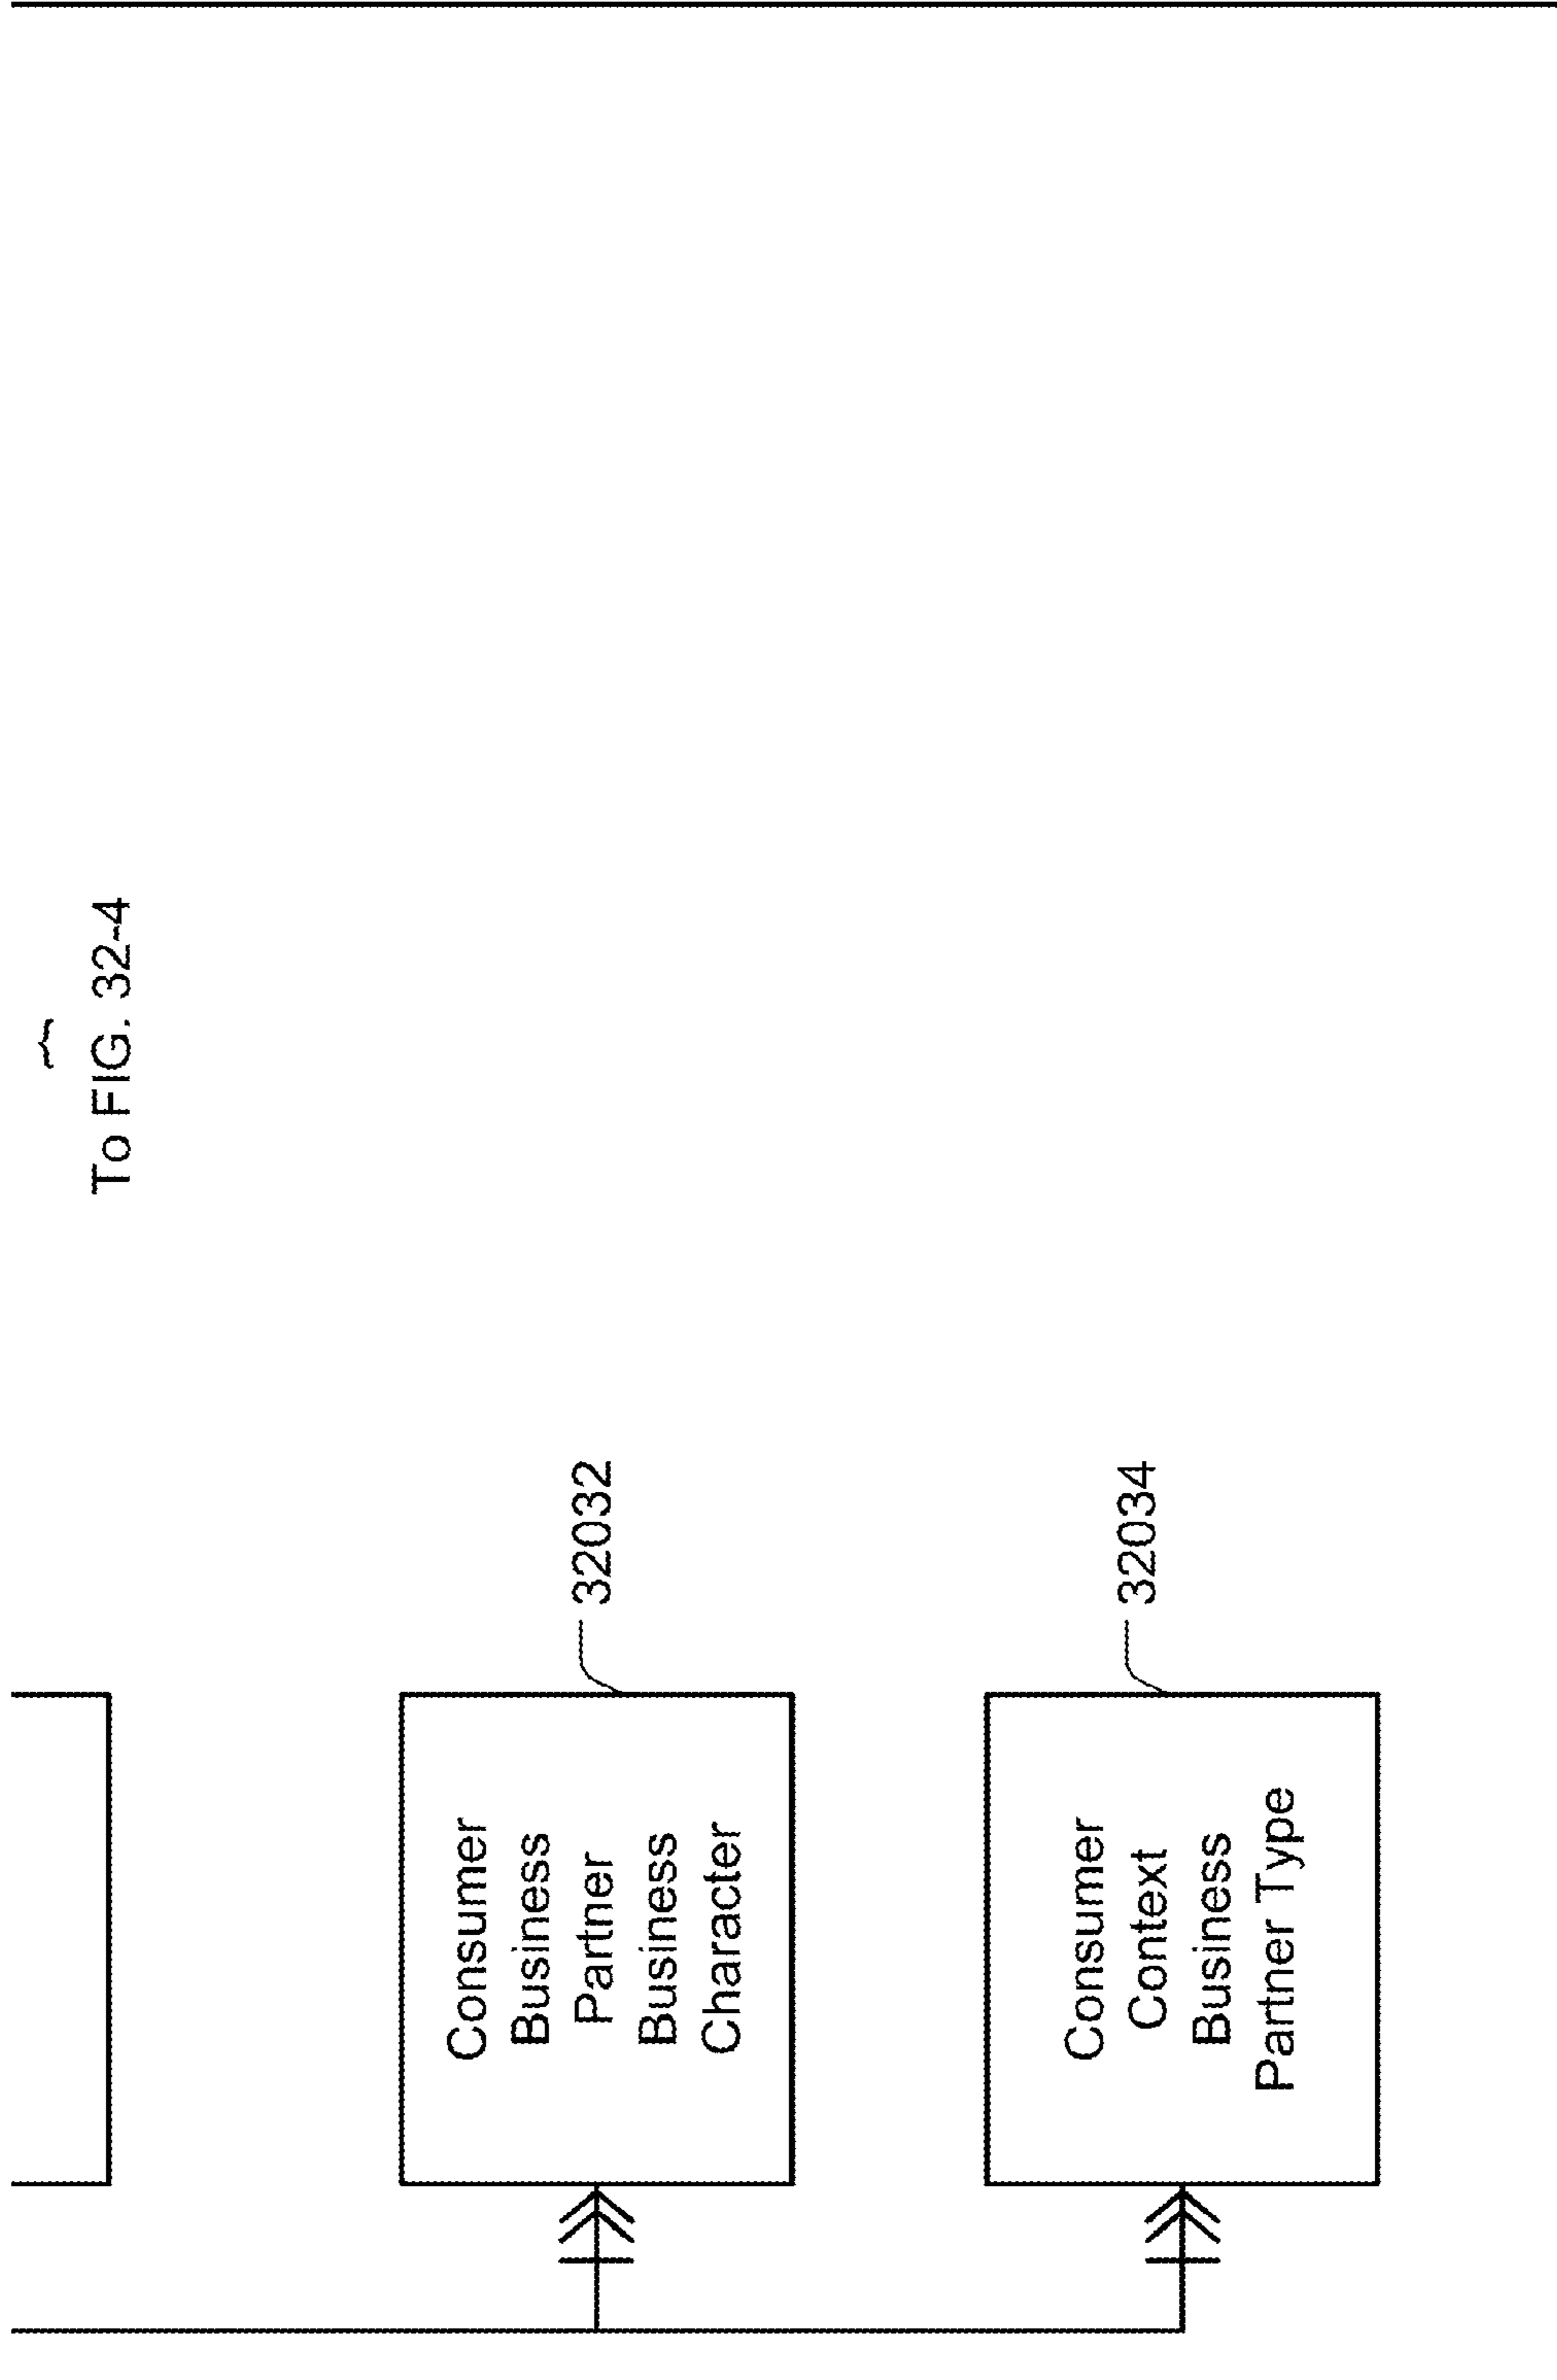 To FIG. 32-4
Consumer
Business
Partner
Business
Character
32032
Consumer
Context
Business
Partner Type
32034